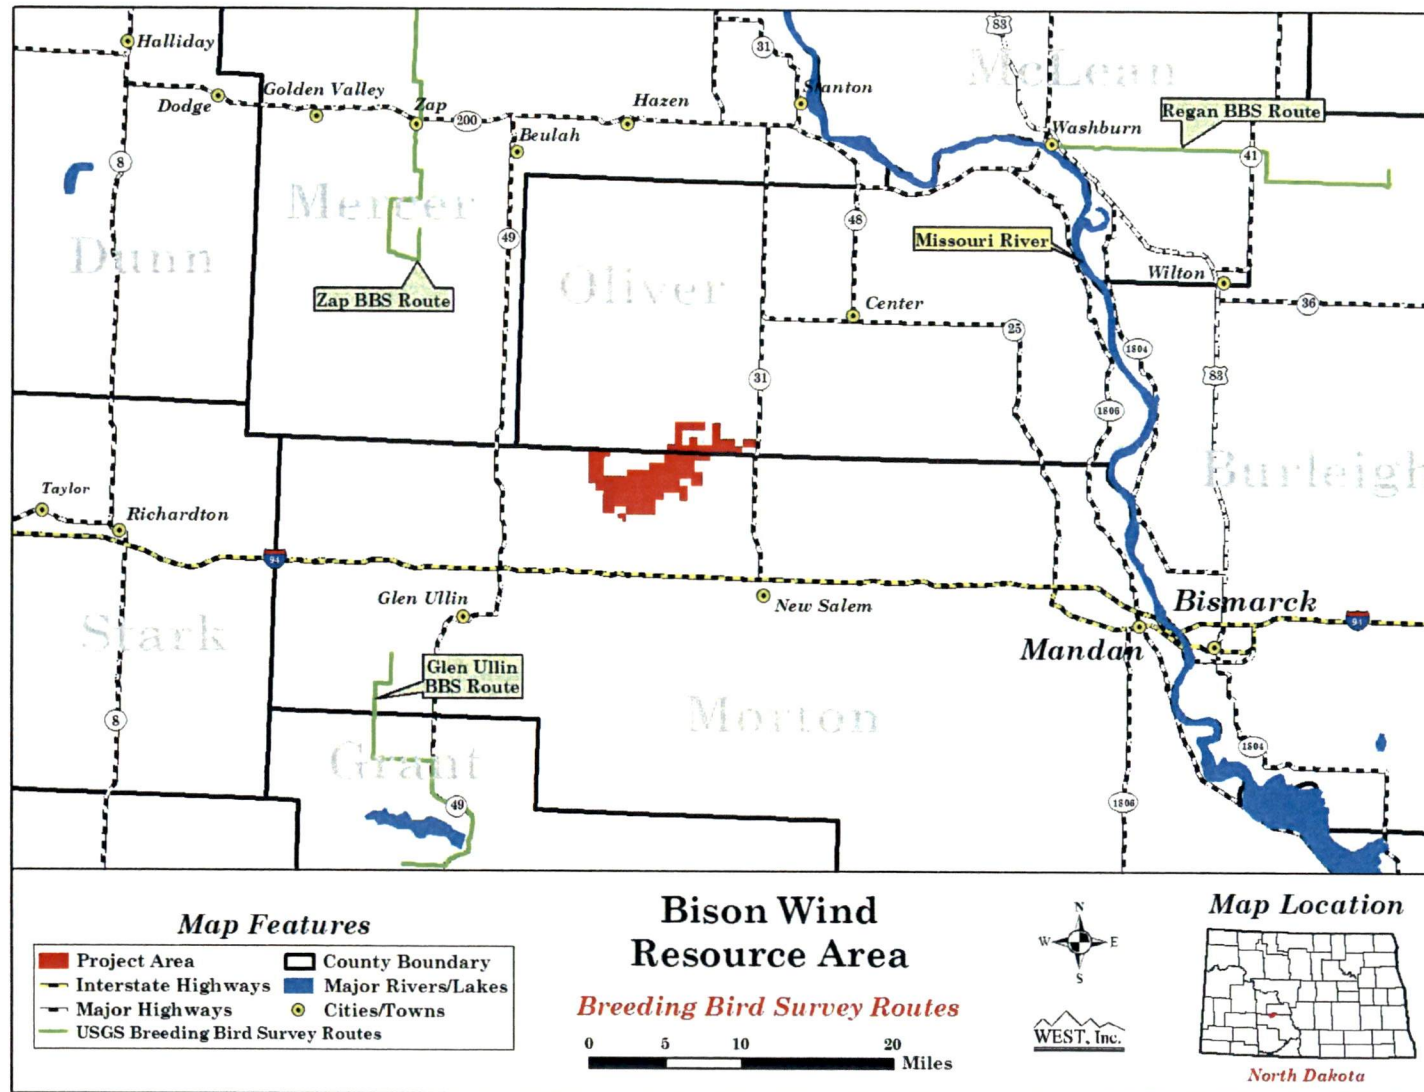 Halliday
31
83
McLean
Golden Valley
Dodge
Zap
200
Hazen
Stanton
Regan BBS Route
Beulah
Washburn
8
41
Mercer
48
Dunn
49
Missouri River
Oliver
Wilton
Zap BBS Route
Center
36
25
1804
31
83
1806
Burleigh
Taylor
Richardton
94
Glen Ullin
New Salem
Bismarck
94
Stark
Mandan
Glen Ullin
BBS Route
Morton
8
Grant
1804
49
1806
Map Features
Project Area
County Boundary
Interstate Highways
Major Rivers/Lakes
Major Highways
Cities/Towns
USGS Breeding Bird Survey Routes
Bison Wind
Resource Area
Breeding Bird Survey Routes
0 5 10 20 Miles
N
W E
S
WEST, Inc.
Map Location
North Dakota